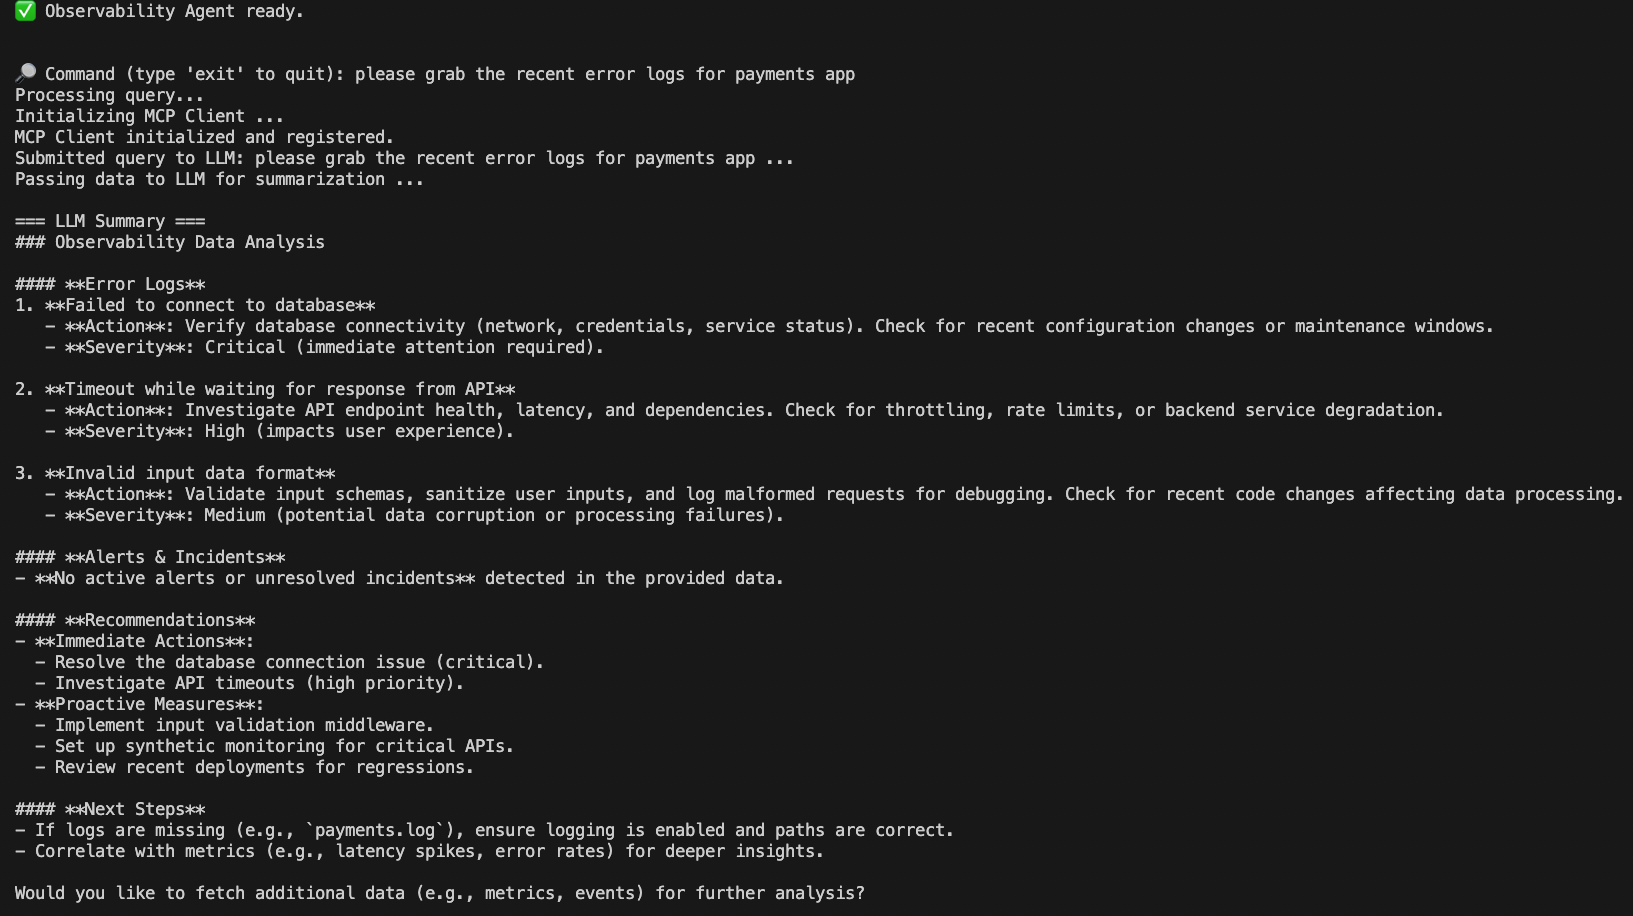 ✅ Observability Agent ready.
🔎 Command (type 'exit' to quit): please grab the recent error logs for payments app
Processing query...
Initializing MCP Client ...
MCP Client initialized and registered.
Submitted query to LLM: please grab the recent error logs for payments app ...
Passing data to LLM for summarization ...
=== LLM Summary ===
### Observability Data Analysis
#### **Error Logs**
1. **Failed to connect to database**
   - **Action**: Verify database connectivity (network, credentials, service status). Check for recent configuration changes or maintenance windows.
   - **Severity**: Critical (immediate attention required).
2. **Timeout while waiting for response from API**
   - **Action**: Investigate API endpoint health, latency, and dependencies. Check for throttling, rate limits, or backend service degradation.
   - **Severity**: High (impacts user experience).
3. **Invalid input data format**
   - **Action**: Validate input schemas, sanitize user inputs, and log malformed requests for debugging. Check for recent code changes affecting data processing.
   - **Severity**: Medium (potential data corruption or processing failures).
#### **Alerts & Incidents**
- **No active alerts or unresolved incidents** detected in the provided data.
#### **Recommendations**
- **Immediate Actions**:
  - Resolve the database connection issue (critical).
  - Investigate API timeouts (high priority).
- **Proactive Measures**:
  - Implement input validation middleware.
  - Set up synthetic monitoring for critical APIs.
  - Review recent deployments for regressions.
#### **Next Steps**
- If logs are missing (e.g., `payments.log`), ensure logging is enabled and paths are correct.
- Correlate with metrics (e.g., latency spikes, error rates) for deeper insights.
Would you like to fetch additional data (e.g., metrics, events) for further analysis?